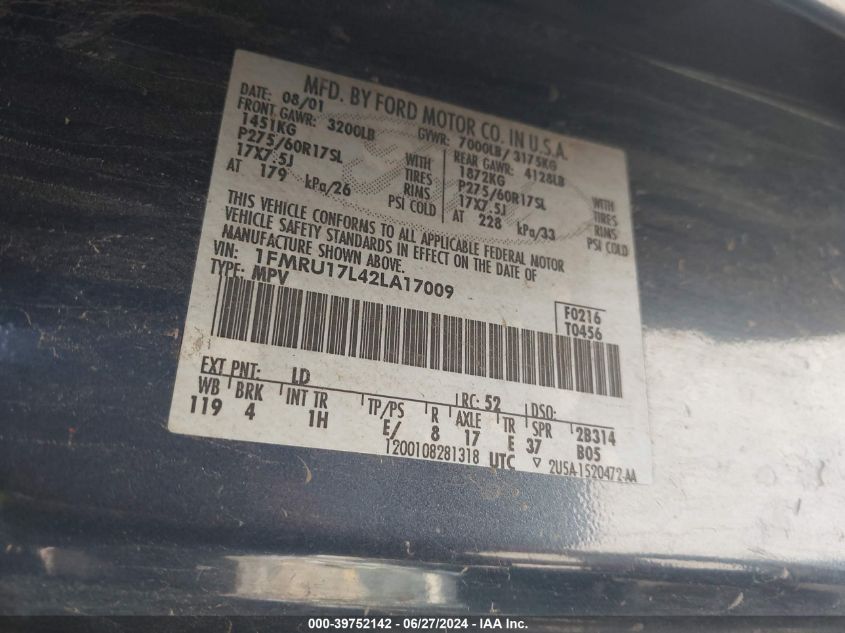 MFD. BY FORD MOTOR CO. IN U.S.A.
DATE: 08/01 GVWR: 7000LB/ 3175KG
FRONT GAWR: 3200LB REAR GAWR: 4128LB
1451KG WITH 1872KG WITH
P275/60R17SL TIRES P275/60R17SL TIRES
17X7.5J RIMS 17X7.5J RIMS
AT 179 kPa/26 PSI COLD AT 228 kPa/33 PSI COLD
THIS VEHICLE CONFORMS TO ALL APPLICABLE FEDERAL MOTOR
VEHICLE SAFETY STANDARDS IN EFFECT ON THE DATE OF
MANUFACTURE SHOWN ABOVE.
VIN: 1FMRU17L42LA17009
TYPE: MPV
F0216
T0456
EXT PNT: LD RC: 52 DSO:
WB BRK INT TR TP/PS R AXLE TR SPR 2B314
119 4 1H E/ 8 17 E 37 B05
1200108281318 UTC ▽ 2U5A-1520472-AA
000-39752142 - 06/27/2024 - IAA Inc.